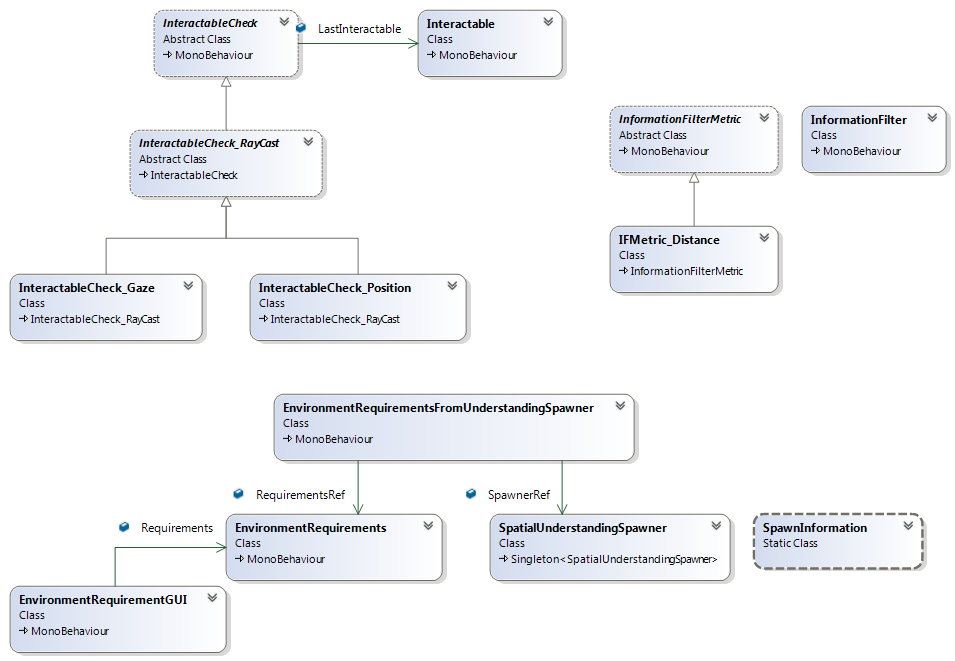 InteractableCheck
Abstract Class
MonoBehaviour
LastInteractable
Interactable
Class
MonoBehaviour
InteractableCheck_RayCast
Abstract Class
InteractableCheck
InformationFilterMetric
Abstract Class
MonoBehaviour
InformationFilter
Class
MonoBehaviour
IFMetric_Distance
Class
InformationFilterMetric
InteractableCheck_Gaze
Class
InteractableCheck_RayCast
InteractableCheck_Position
Class
InteractableCheck_RayCast
EnvironmentRequirementsFromUnderstandingSpawner
Class
MonoBehaviour
RequirementsRef
SpawnerRef
Requirements
EnvironmentRequirements
Class
MonoBehaviour
SpatialUnderstandingSpawner
Class
Singleton<SpatialUnderstandingSpawner>
SpawnInformation
Static Class
EnvironmentRequirementGUI
Class
MonoBehaviour